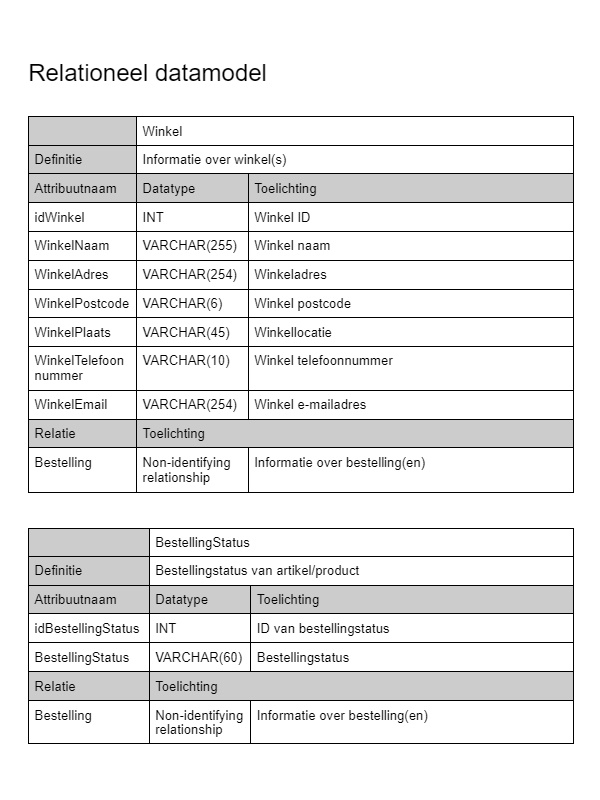 Relationeel datamodel
Winkel
Definitie Informatie over winkel(s)
Attribuutnaam Datatype Toelichting
idWinkel INT Winkel ID
WinkelNaam VARCHAR(255) Winkel naam
WinkelAdres VARCHAR(254) Winkeladres
WinkelPostcode VARCHAR(6) Winkel postcode
WinkelPlaats VARCHAR(45) Winkellocatie
WinkelTelefoon VARCHAR(10) Winkel telefoonnummer
nummer
WinkelEmail VARCHAR(254) Winkel e-mailadres
Relatie Toelichting
Bestelling Non-identifying Informatie over bestelling(en)
relationship
BestellingStatus
Definitie Bestellingstatus van artikel/product
Attribuutnaam Datatype Toelichting
idBestellingStatus INT ID van bestellingstatus
BestellingStatus VARCHAR(60) Bestellingstatus
Relatie Toelichting
Bestelling Non-identifying Informatie over bestelling(en)
relationship